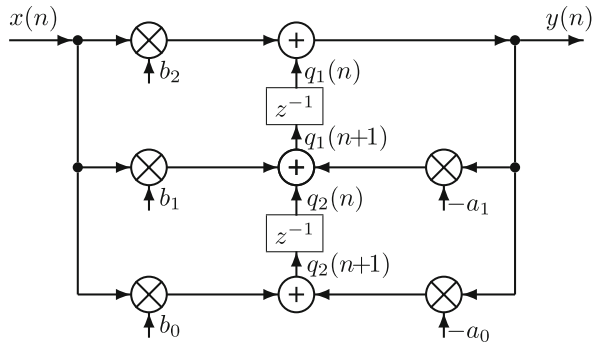 x(n) y(n)
+
b₂ q₁(n)
z⁻¹
q₁(n+1)
+
b₁ q₂(n) −a₁
z⁻¹
q₂(n+1)
+
b₀ −a₀